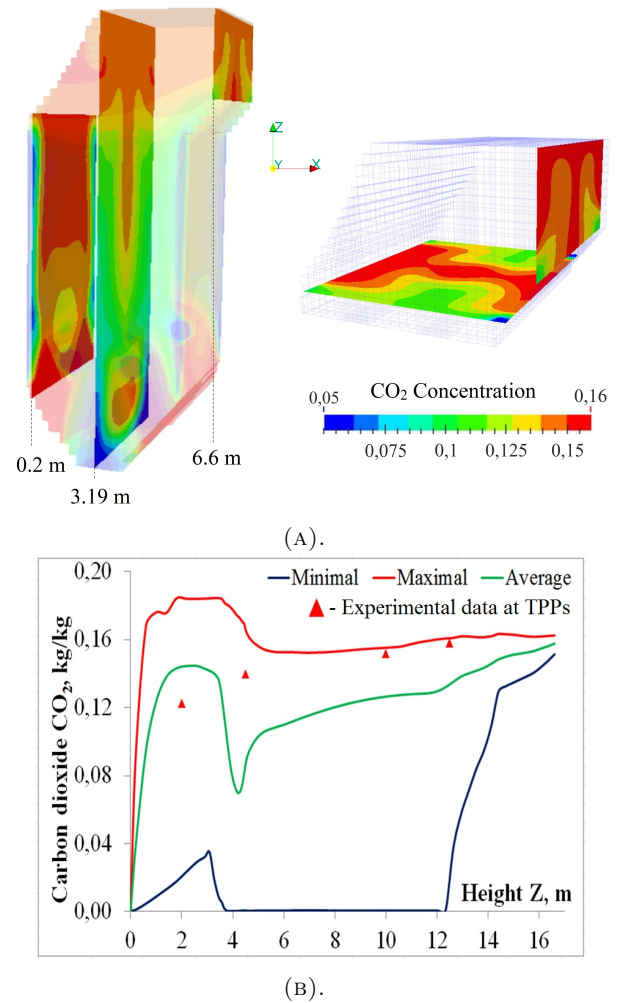 Z
Y X
0.2 m
3.19 m
6.6 m
CO₂ Concentration
0,05 0,16
0,075 0,1 0,125 0,15
(A).
0,20
0,16
0,12
0,08
0,04
0,00
Carbon dioxide CO₂, kg/kg
Minimal Maximal Average
- Experimental data at TPPs
Height Z, m
0 2 4 6 8 10 12 14 16
(B).